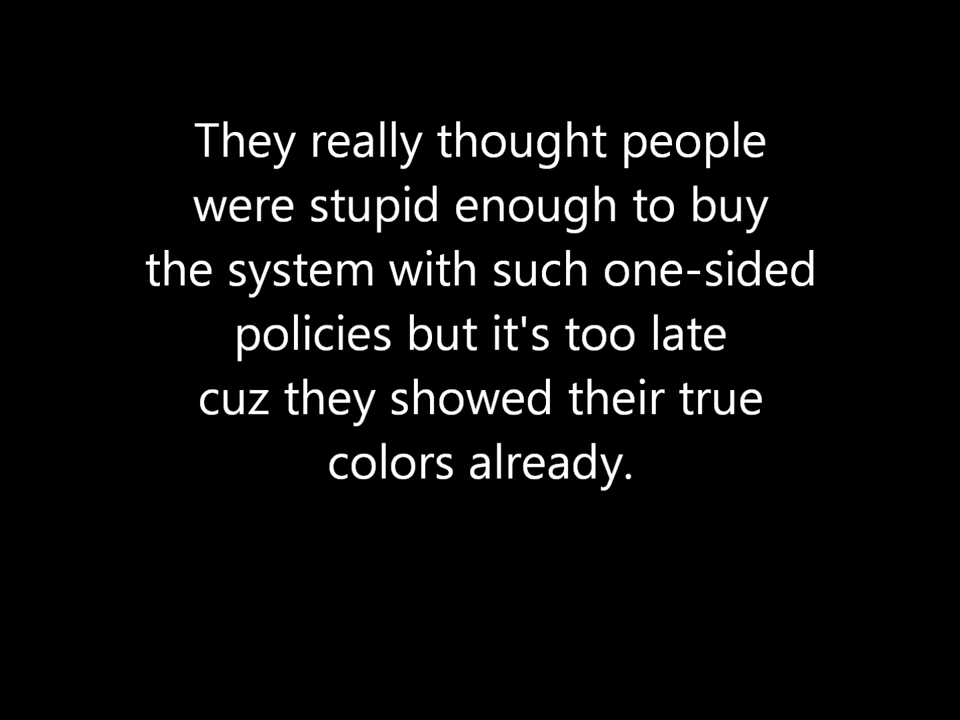 They really thought people
were stupid enough to buy
the system with such one-sided
policies but it's too late
cuz they showed their true
colors already.